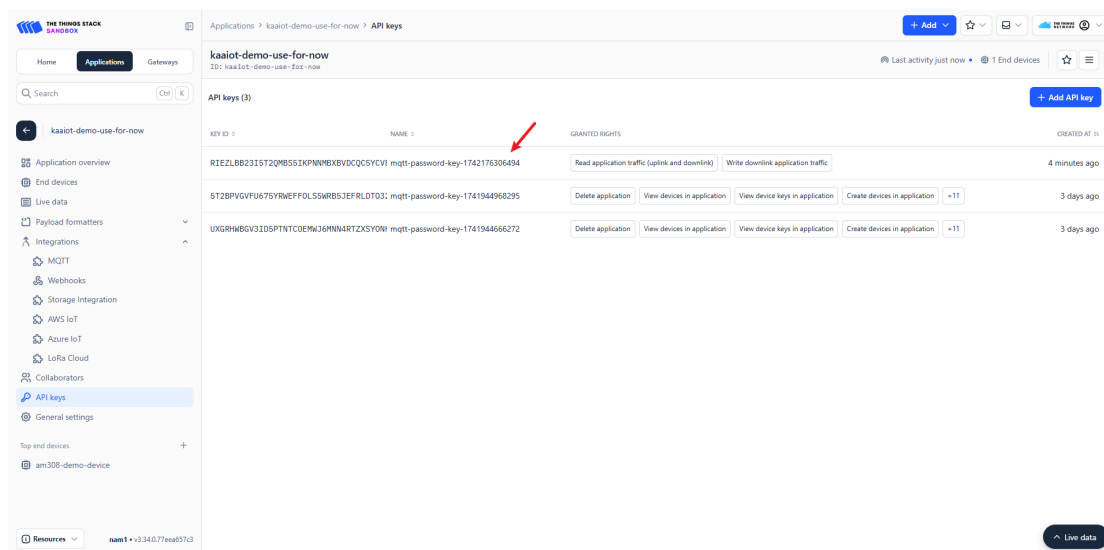 THE THINGS STACK
SANDBOX
Applications > kaaiot-demo-use-for-now > API keys
+ Add
THE THINGS
NETWORK
Home Applications Gateways
kaaiot-demo-use-for-now
ID: kaaiot-demo-use-for-now
Last activity just now • 1 End devices
Search Ctrl K
API keys (3)
+ Add API key
kaaiot-demo-use-for-now
KEY ID NAME GRANTED RIGHTS CREATED AT
Application overview
End devices
Live data
Payload formatters
Integrations
MQTT
Webhooks
Storage Integration
AWS IoT
Azure IoT
LoRa Cloud
Collaborators
API keys
General settings
mqtt-password-key-1742176306494 Read application traffic (uplink and downlink) Write downlink application traffic 4 minutes ago
mqtt-password-key-1741944968295 Delete application View devices in application View device keys in application Create devices in application +11 3 days ago
mqtt-password-key-1741944666272 Delete application View devices in application View device keys in application Create devices in application +11 3 days ago
Top end devices +
am308-demo-device
Resources nam1 • v3.34.0.77eea657c3
Live data